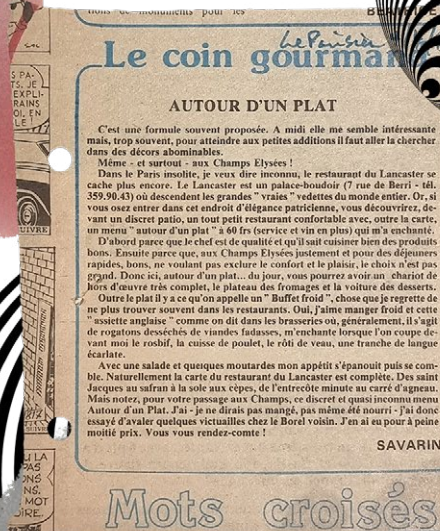 Le Parisien
Le coin gourmand
AUTOUR D'UN PLAT
C'est une formule souvent proposée. A midi elle me semble intéressante
mais, trop souvent, pour atteindre aux petites additions il faut aller la chercher
dans des décors abominables.
Même - et surtout - aux Champs Elysées !
Dans le Paris insolite, je veux dire inconnu, le restaurant du Lancaster se
cache plus encore. Le Lancaster est un palace-boudoir (7 rue de Berri - tél.
359.90.43) où descendent les grandes " vraies " vedettes du monde entier. Or, si
vous osez entrer dans cet endroit d'élégance patricienne, vous découvrirez, de-
vant un discret patio, un tout petit restaurant confortable avec, outre la carte,
un menu " autour d'un plat " à 60 frs (service et vin en plus) qui m'a enchanté.
D'abord parce que le chef est de qualité et qu'il sait cuisiner bien des produits
bons. Ensuite parce que, aux Champs Elysées justement et pour des déjeuners
rapides, bons, ne voulant pas exclure le confort et le plaisir, le choix n'est pas
grand. Donc ici, autour d'un plat... du jour, vous pourrez avoir un chariot de
hors d'œuvre très complet, le plateau des fromages et la voiture des desserts.
Outre le plat il y a ce qu'on appelle un " Buffet froid ", chose que je regrette de
ne plus trouver souvent dans les restaurants. Oui, j'aime manger froid et cette
" assiette anglaise " comme on dit dans les brasseries où, généralement, il s'agit
de rogatons desséchés de viandes fadasses, m'enchante lorsque l'on coupe de-
vant moi le rosbif, la cuisse de poulet, le rôti de veau, une tranche de langue
écarlate.
Avec une salade et quelques moutardes mon appétit s'épanouit puis se com-
ble. Naturellement la carte du restaurant du Lancaster est complète. Des saint
Jacques au safran à la sole aux cèpes, de l'entrecôte minute au carré d'agneau.
Mais notez, pour votre passage aux Champs, ce discret et quasi inconnu menu
Autour d'un Plat. J'ai - je ne dirais pas mangé, pas même été nourri - j'ai donc
essayé d'avaler quelques victuailles chez le Borel voisin. J'en ai eu pour à peine
moitié prix. Vous vous rendez-compte !
SAVARIN
Mots croisés